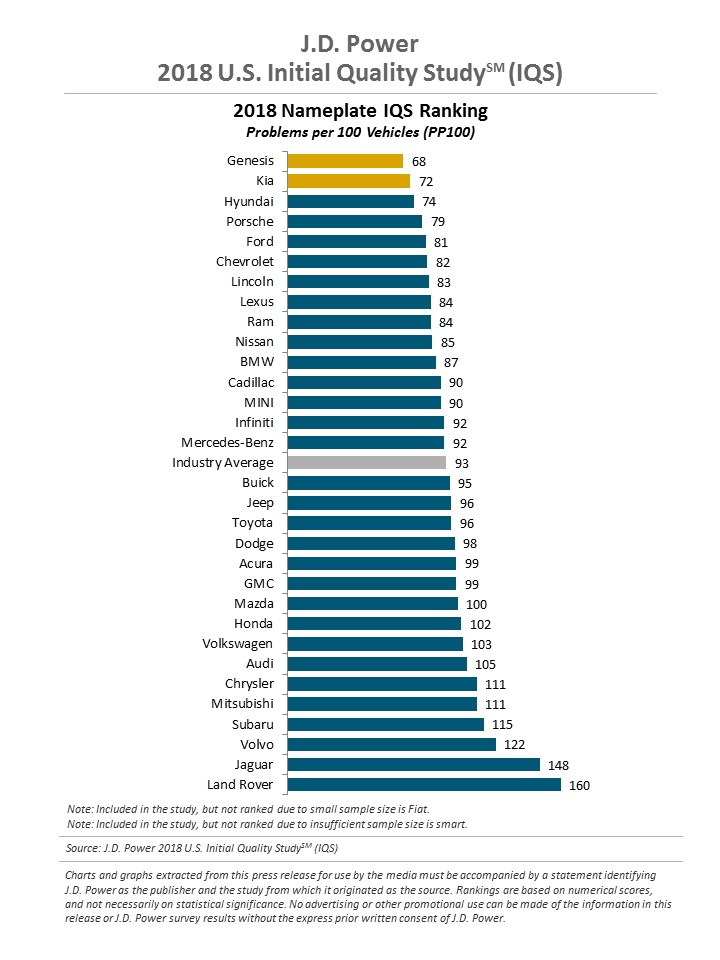 J.D. Power
2018 U.S. Initial Quality Study℠ (IQS)
2018 Nameplate IQS Ranking
Problems per 100 Vehicles (PP100)
Genesis 68
Kia 72
Hyundai 74
Porsche 79
Ford 81
Chevrolet 82
Lincoln 83
Lexus 84
Ram 84
Nissan 85
BMW 87
Cadillac 90
MINI 90
Infiniti 92
Mercedes-Benz 92
Industry Average 93
Buick 95
Jeep 96
Toyota 96
Dodge 98
Acura 99
GMC 99
Mazda 100
Honda 102
Volkswagen 103
Audi 105
Chrysler 111
Mitsubishi 111
Subaru 115
Volvo 122
Jaguar 148
Land Rover 160
Note: Included in the study, but not ranked due to small sample size is Fiat.
Note: Included in the study, but not ranked due to insufficient sample size is smart.
Source: J.D. Power 2018 U.S. Initial Quality Study℠ (IQS)
Charts and graphs extracted from this press release for use by the media must be accompanied by a statement identifying
J.D. Power as the publisher and the study from which it originated as the source. Rankings are based on numerical scores,
and not necessarily on statistical significance. No advertising or other promotional use can be made of the information in this
release or J.D. Power survey results without the express prior written consent of J.D. Power.